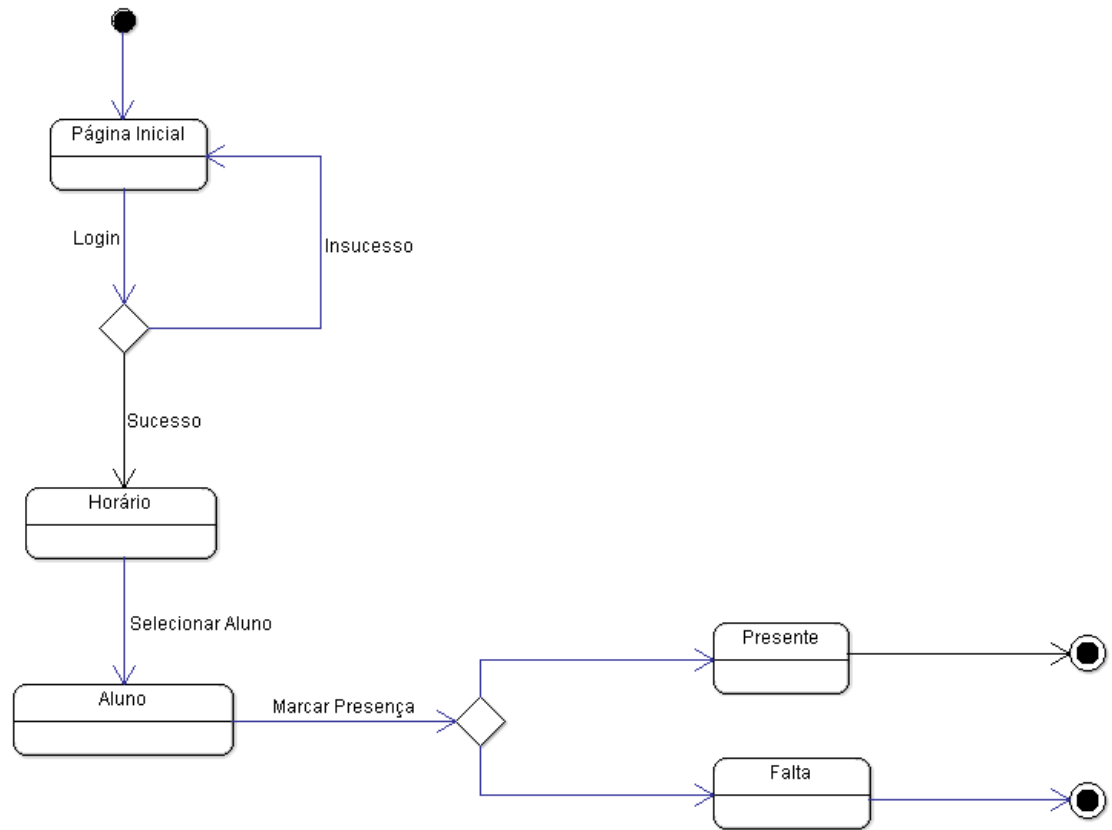 Página Inicial
Login
Insucesso
Sucesso
Horário
Selecionar Aluno
Aluno
Marcar Presença
Presente
Falta